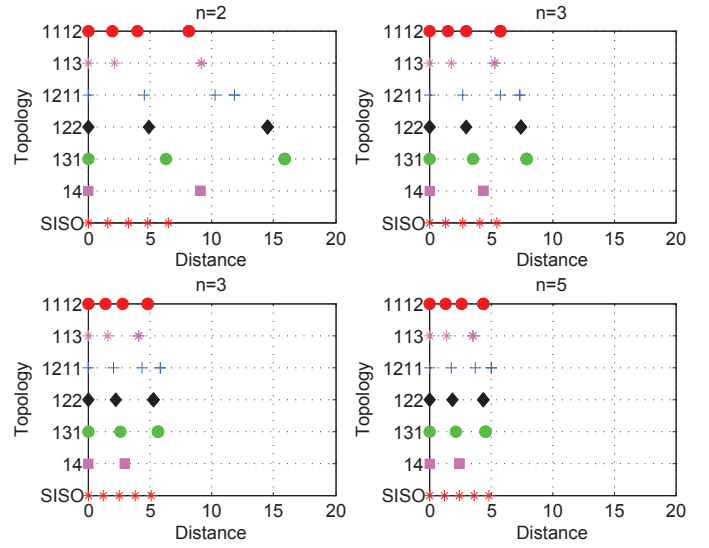 n=2
1112
113
1211
122
131
14
SISO
Topology
0 5 10 15 20
Distance
n=3
1112
113
1211
122
131
14
SISO
Topology
0 5 10 15 20
Distance
n=3
1112
113
1211
122
131
14
SISO
Topology
0 5 10 15 20
Distance
n=5
1112
113
1211
122
131
14
SISO
Topology
0 5 10 15 20
Distance